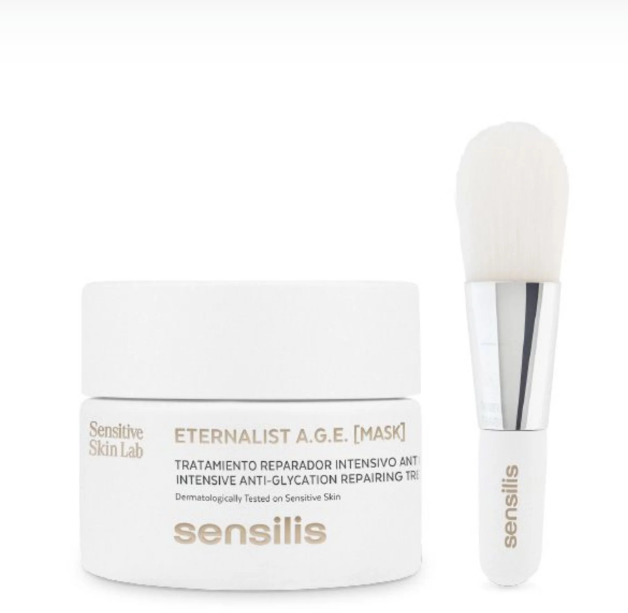 Sensitive
Skin Lab
ETERNALIST A.G.E. [MASK]
TRATAMIENTO REPARADOR INTENSIVO ANT
INTENSIVE ANTI-GLYCATION REPAIRING TRE
Dermatologically Tested on Sensitive Skin
sensilis
sensilis